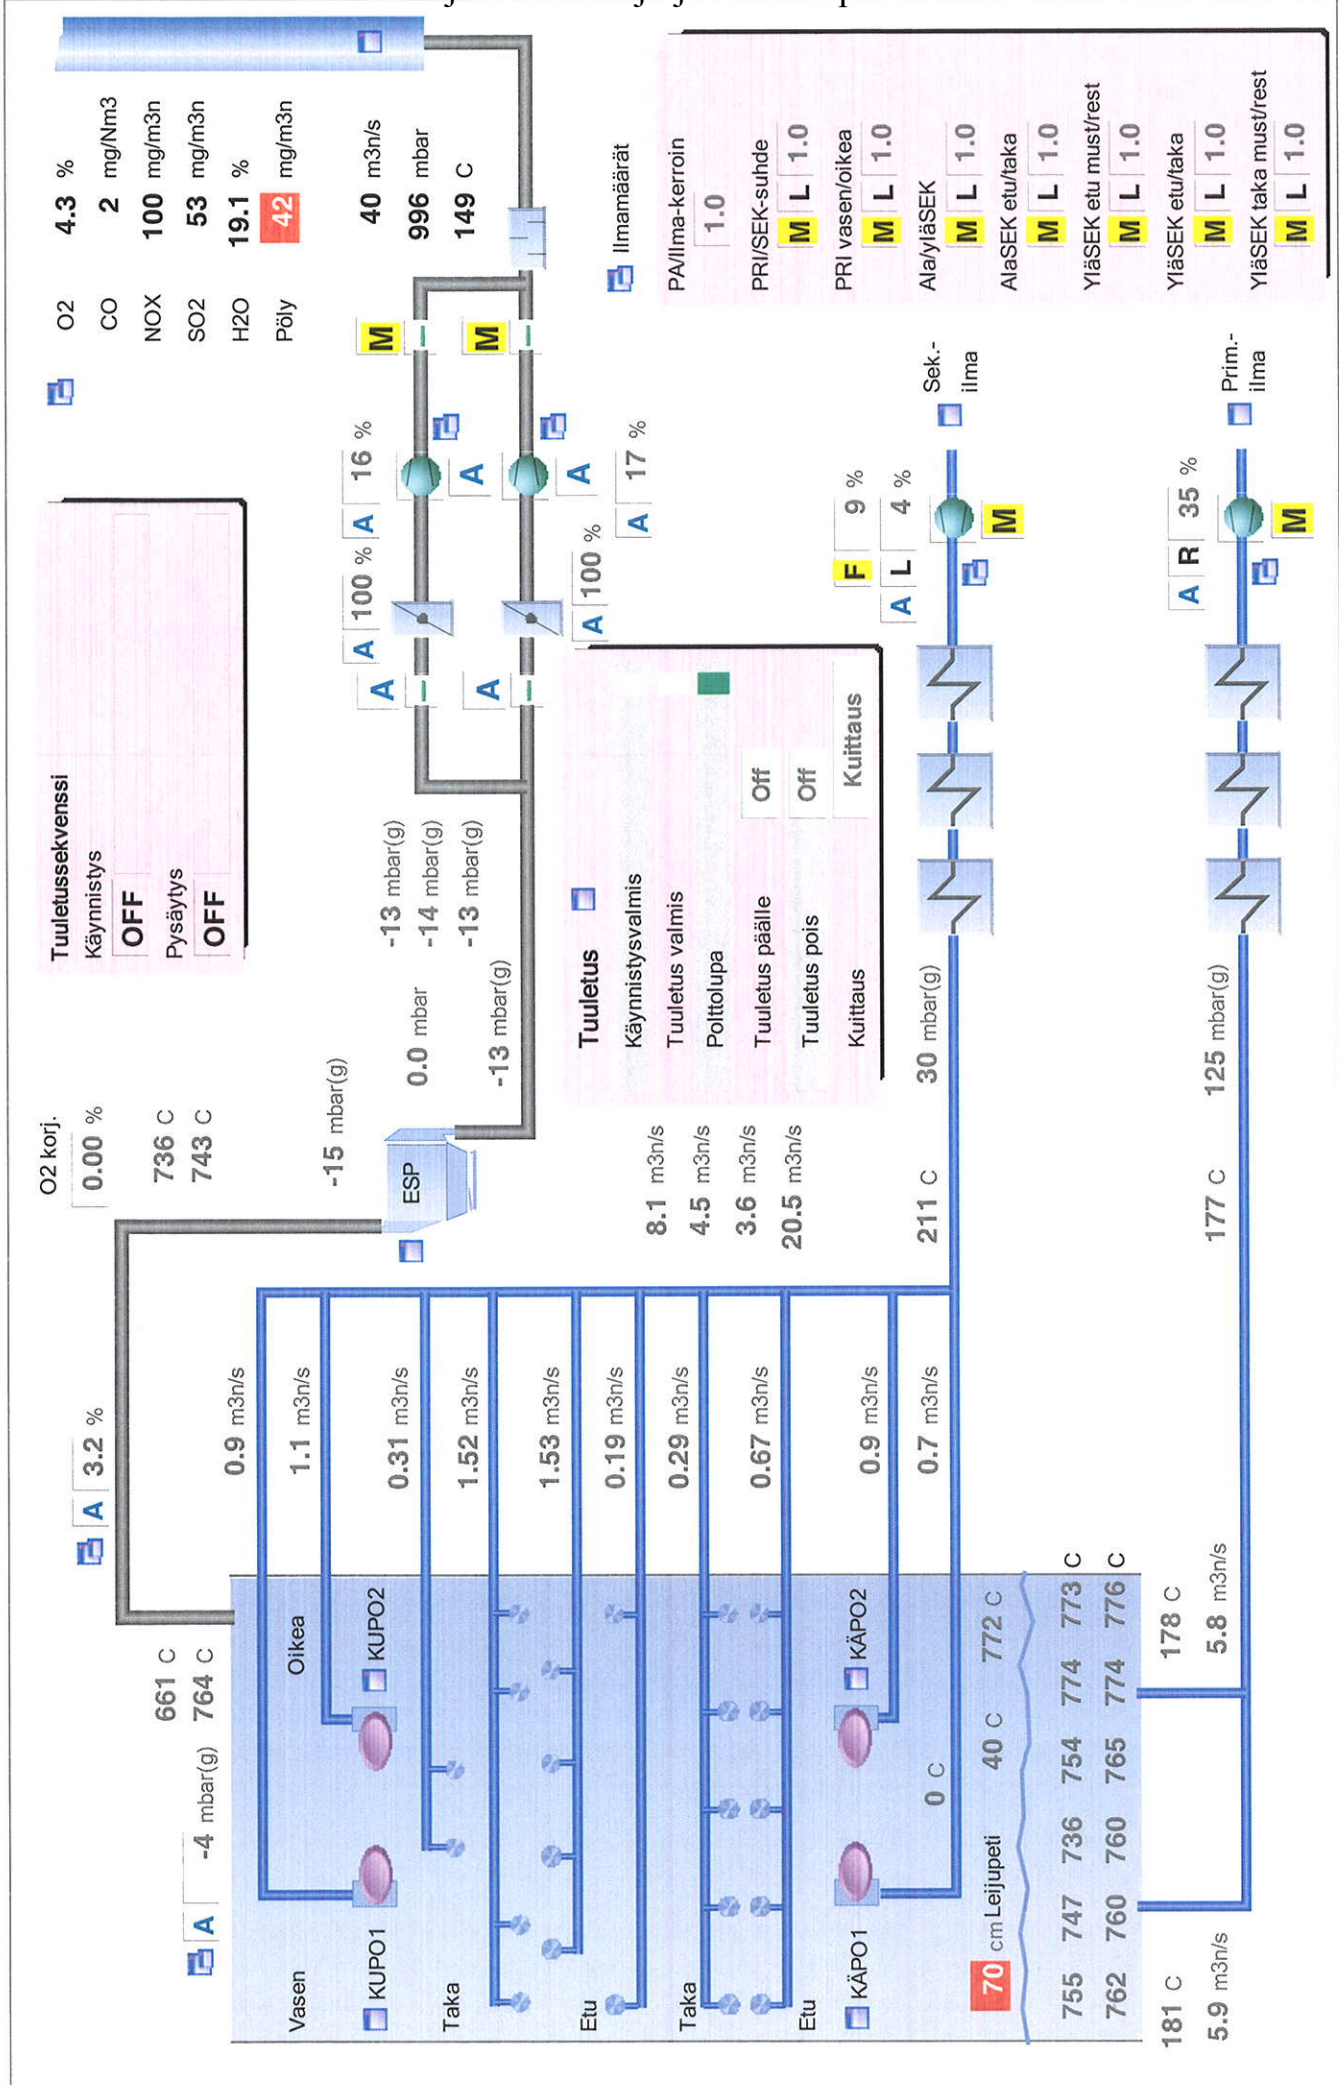 O2 korj.
0.00 %
A 3.2 %
736 C
743 C
661 C
764 C
A -4 mbar(g)
-15 mbar(g)
ESP
0.0 mbar
-13 mbar(g)
-13 mbar(g)
-14 mbar(g)
-13 mbar(g)
Tuuletussekvenssi
Käynnistys
OFF
Pysäytys
OFF
O2 4.3 %
CO 2 mg/Nm3
NOX 100 mg/m3n
SO2 53 mg/m3n
H2O 19.1 %
Pöly 42 mg/m3n
40 m3n/s
996 mbar
149 C
A 100 % A 16 %
A M
A
A M
A
A 100 %
A 17 %
Vasen Oikea
KUPO1 KUPO2
Taka
Etu
Taka
Etu
KÄPO1 KÄPO2
0.9 m3n/s
1.1 m3n/s
0.31 m3n/s
1.52 m3n/s
1.53 m3n/s
0.19 m3n/s
0.29 m3n/s
0.67 m3n/s
0.9 m3n/s
0.7 m3n/s
0 C
8.1 m3n/s
4.5 m3n/s
3.6 m3n/s
20.5 m3n/s
Tuuletus
Käynnistysvalmis
Tuuletus valmis
Polttolupa
Tuuletus päälle Off
Tuuletus pois Off
Kuittaus Kuittaus
Ilmamäärät
PA/Ilma-kerroin
1.0
PRI/SEK-suhde
M L 1.0
PRI vasen/oikea
M L 1.0
Ala/yläSEK
M L 1.0
AlaSEK etu/taka
M L 1.0
YläSEK etu must/rest
M L 1.0
YläSEK etu/taka
M L 1.0
YläSEK taka must/rest
M L 1.0
F 9 %
A L 4 %
M
Sek.-
ilma
211 C 30 mbar(g)
70 cm Leijupeti 40 C 772 C
755 747 736 754 774 773 C
762 760 760 765 774 776 C
181 C 178 C
5.9 m3n/s 5.8 m3n/s
177 C 125 mbar(g)
A R 35 %
M
Prim.-
ilma